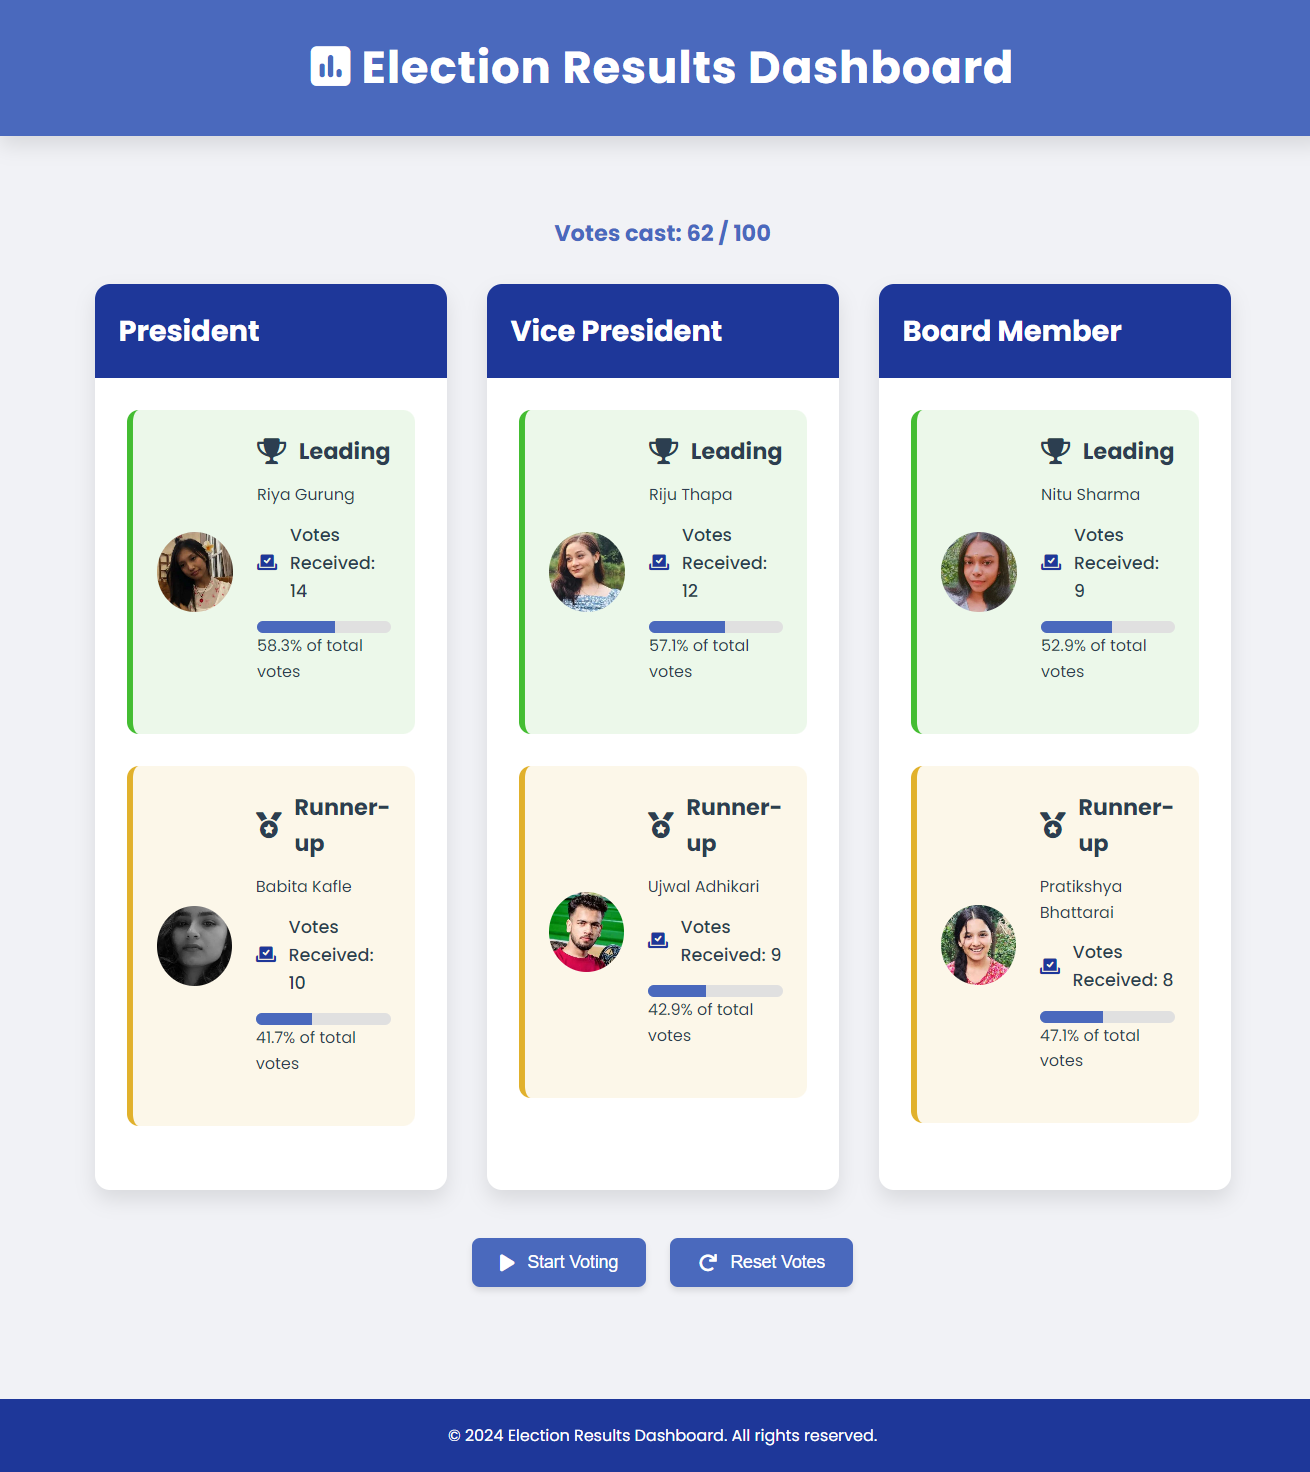 Election Results Dashboard
Votes cast: 62 / 100
President
Leading
Riya Gurung
Votes
Received:
14
58.3% of total
votes
Runner-
up
Babita Kafle
Votes
Received:
10
41.7% of total
votes
Vice President
Leading
Riju Thapa
Votes
Received:
12
57.1% of total
votes
Runner-
up
Ujwal Adhikari
Votes
Received: 9
42.9% of total
votes
Board Member
Leading
Nitu Sharma
Votes
Received:
9
52.9% of total
votes
Runner-
up
Pratikshya
Bhattarai
Votes
Received: 8
47.1% of total
votes
Start Voting
Reset Votes
© 2024 Election Results Dashboard. All rights reserved.